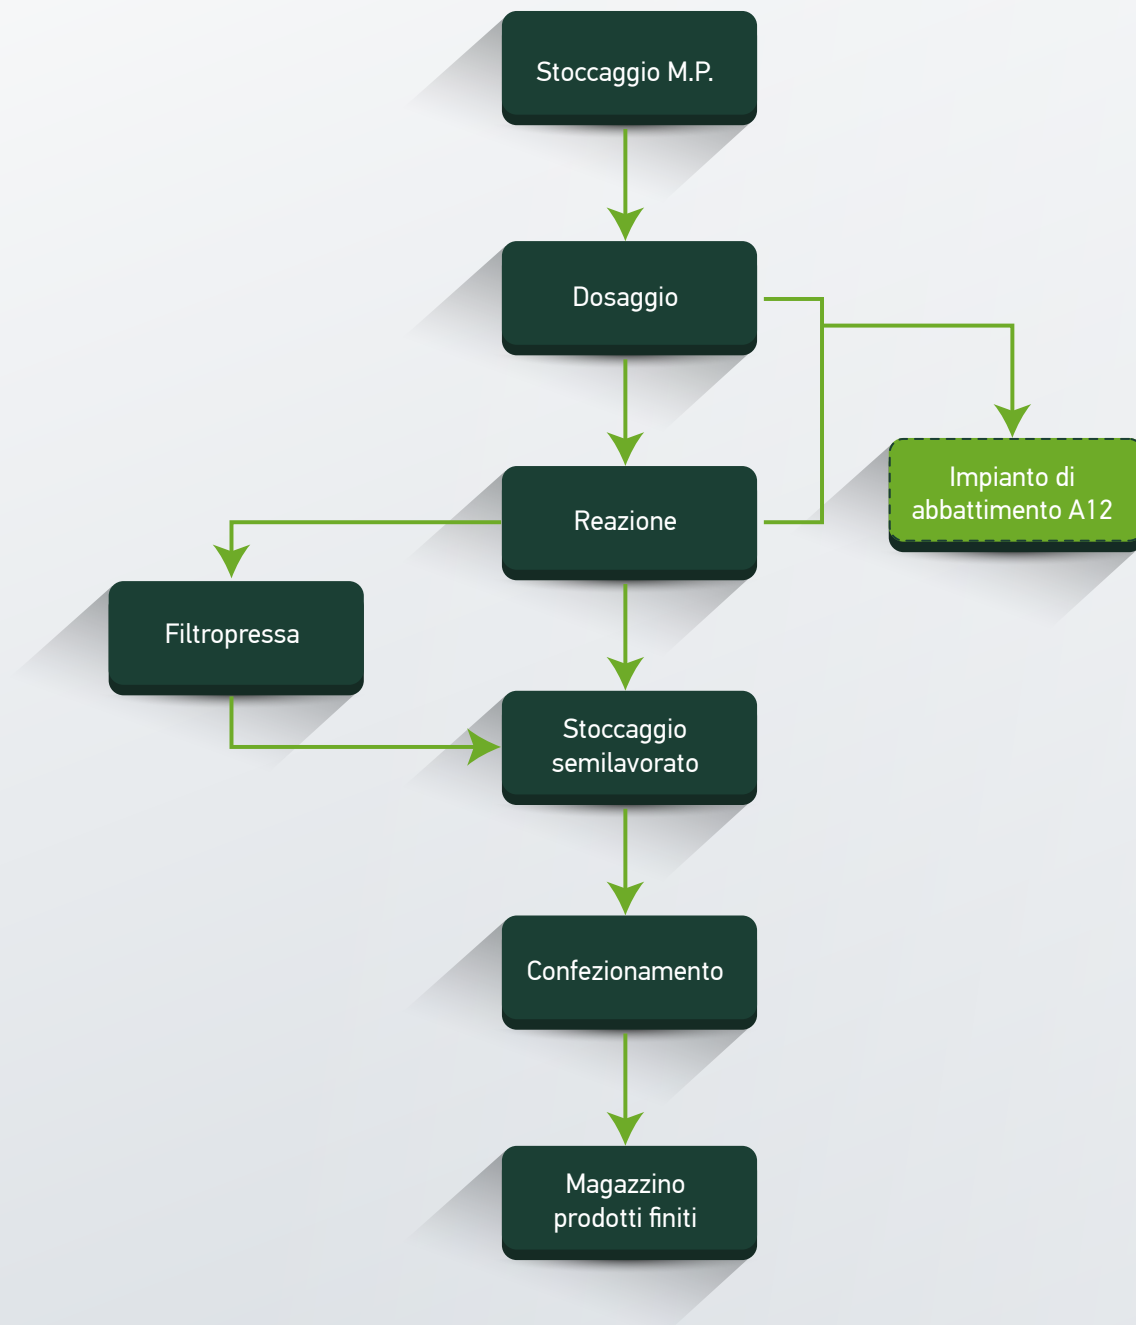 Stoccaggio M.P.
Dosaggio
Reazione
Impianto di
abbattimento A12
Filtropressa
Stoccaggio
semilavorato
Confezionamento
Magazzino
prodotti finiti